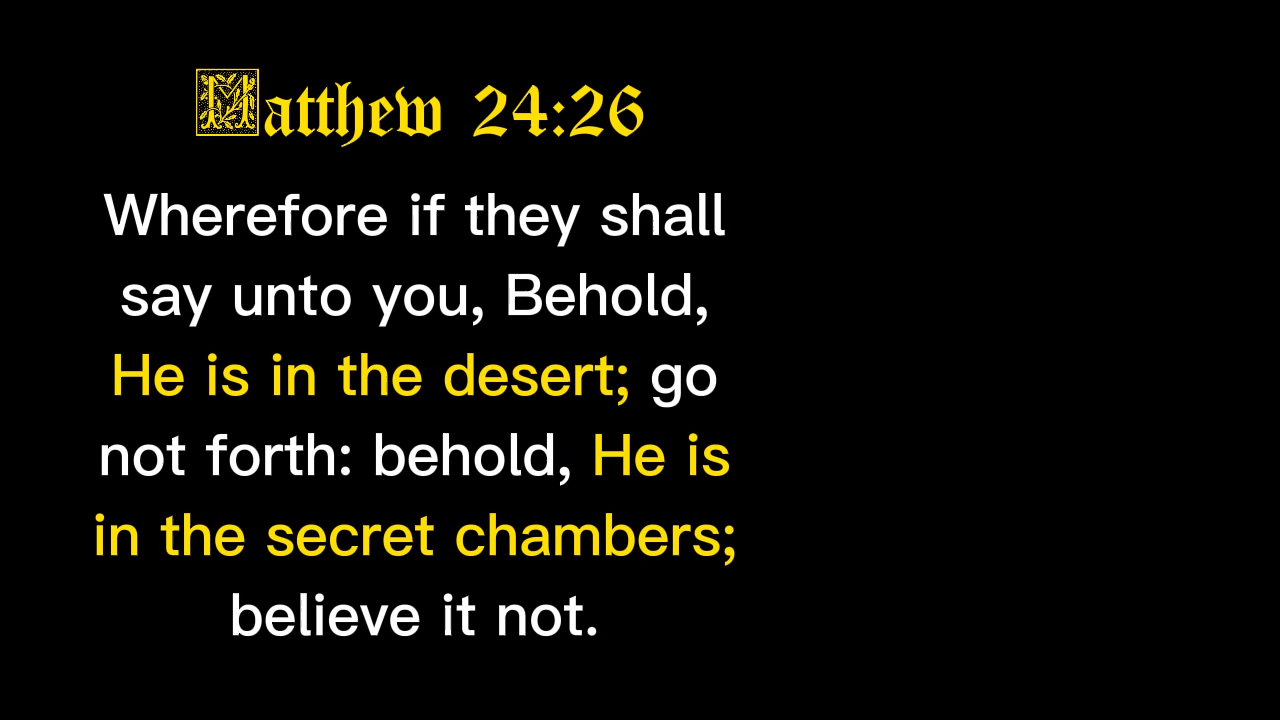 Matthew 24:26
Wherefore if they shall
say unto you, Behold,
He is in the desert; go
not forth: behold, He is
in the secret chambers;
believe it not.